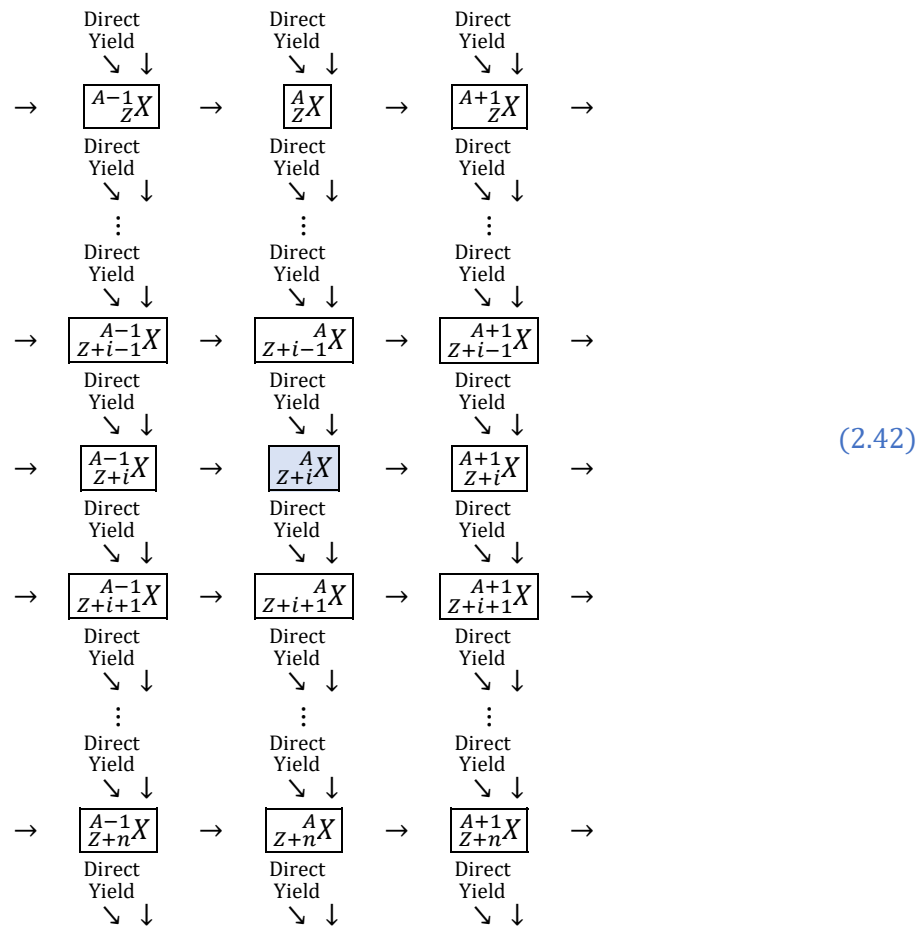 Direct Direct Direct
Yield Yield Yield
↘ ↓ ↘ ↓ ↘ ↓
→ ^{A−1}_{Z}X → ^{A}_{Z}X → ^{A+1}_{Z}X →
Direct Direct Direct
Yield Yield Yield
↘ ↓ ↘ ↓ ↘ ↓
⋮ ⋮ ⋮
Direct Direct Direct
Yield Yield Yield
↘ ↓ ↘ ↓ ↘ ↓
→ ^{A−1}_{Z+i−1}X → ^{A}_{Z+i−1}X → ^{A+1}_{Z+i−1}X →
Direct Direct Direct
Yield Yield Yield
↘ ↓ ↘ ↓ ↘ ↓
→ ^{A−1}_{Z+i}X → ^{A}_{Z+i}X → ^{A+1}_{Z+i}X → (2.42)
Direct Direct Direct
Yield Yield Yield
↘ ↓ ↘ ↓ ↘ ↓
→ ^{A−1}_{Z+i+1}X → ^{A}_{Z+i+1}X → ^{A+1}_{Z+i+1}X →
Direct Direct Direct
Yield Yield Yield
↘ ↓ ↘ ↓ ↘ ↓
⋮ ⋮ ⋮
Direct Direct Direct
Yield Yield Yield
↘ ↓ ↘ ↓ ↘ ↓
→ ^{A−1}_{Z+n}X → ^{A}_{Z+n}X → ^{A+1}_{Z+n}X →
Direct Direct Direct
Yield Yield Yield
↘ ↓ ↘ ↓ ↘ ↓